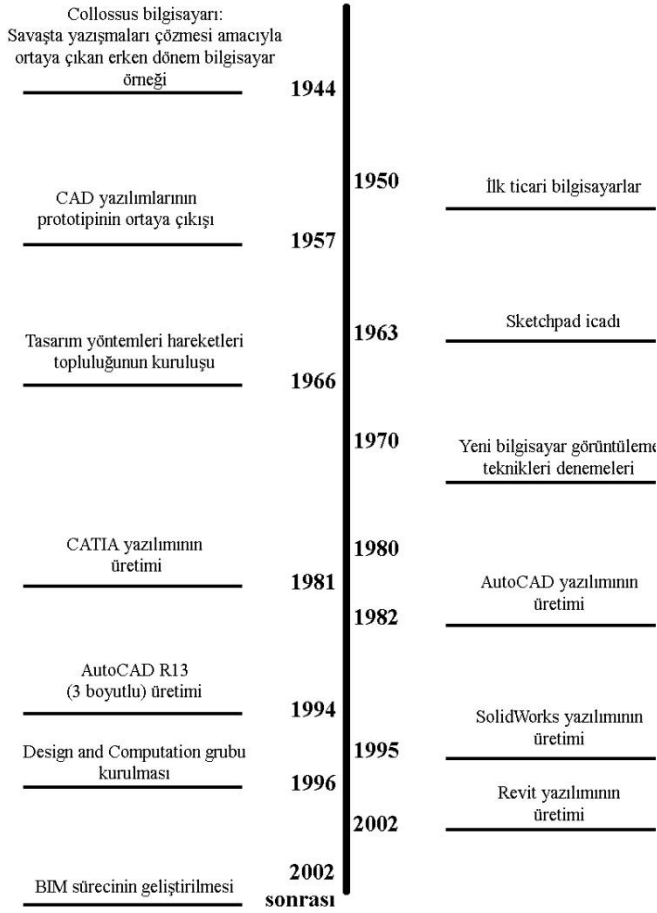 Collossus bilgisayarı:
Savaşta yazışmaları çözmesi amacıyla
ortaya çıkan erken dönem bilgisayar
örneği
1944
1950
İlk ticari bilgisayarlar
CAD yazılımlarının
prototipinin ortaya çıkışı
1957
1963
Sketchpad icadı
Tasarım yöntemleri hareketleri
topluluğunun kuruluşu
1966
1970
Yeni bilgisayar görüntüleme
teknikleri denemeleri
1980
CATIA yazılımının
üretimi
1981
AutoCAD yazılımının
üretimi
1982
AutoCAD R13
(3 boyutlu) üretimi
1994
SolidWorks yazılımının
üretimi
1995
Design and Computation grubu
kurulması
1996
Revit yazılımının
üretimi
2002
2002
sonrası
BIM sürecinin geliştirilmesi